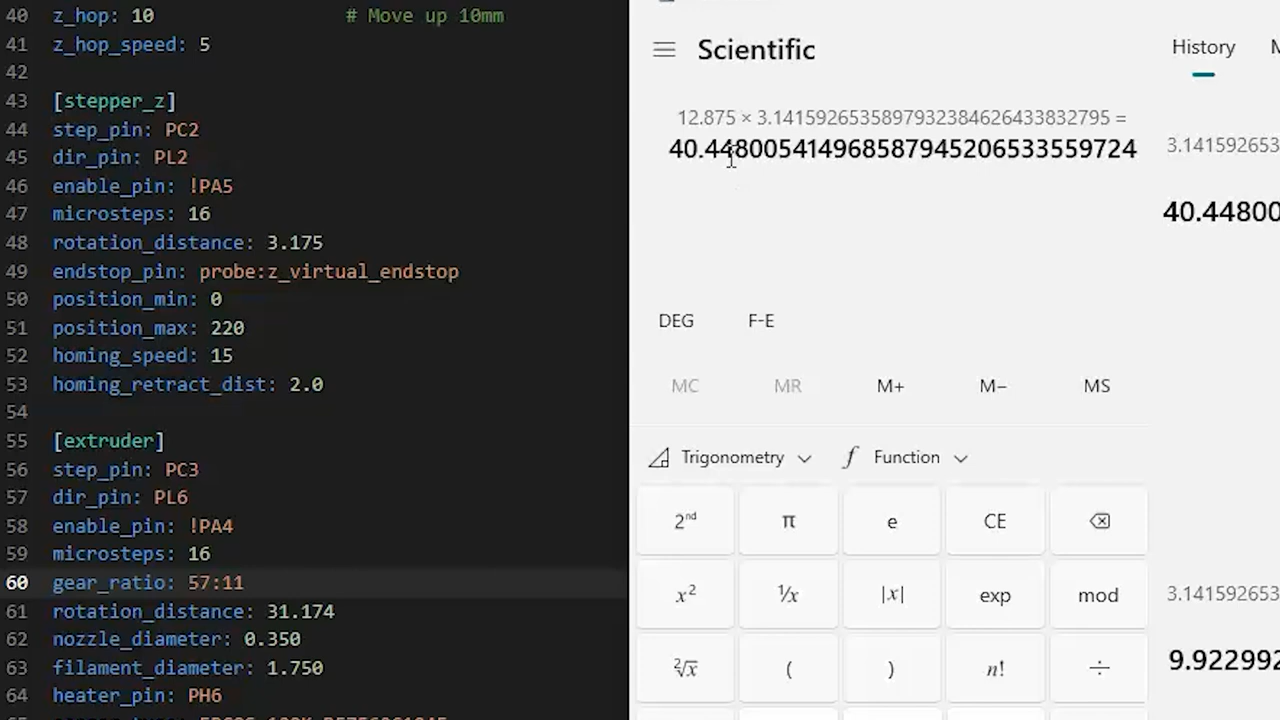 40 z_hop: 10 # Move up 10mm
41 z_hop_speed: 5
42
43 [stepper_z]
44 step_pin: PC2
45 dir_pin: PL2
46 enable_pin: !PA5
47 microsteps: 16
48 rotation_distance: 3.175
49 endstop_pin: probe:z_virtual_endstop
50 position_min: 0
51 position_max: 220
52 homing_speed: 15
53 homing_retract_dist: 2.0
54
55 [extruder]
56 step_pin: PC3
57 dir_pin: PL6
58 enable_pin: !PA4
59 microsteps: 16
60 gear_ratio: 57:11
61 rotation_distance: 31.174
62 nozzle_diameter: 0.350
63 filament_diameter: 1.750
64 heater_pin: PH6
Scientific
12.875 × 3.1415926535897932384626433832795 =
40.448005414968587945206533559724
DEG F-E
MC MR M+ M− MS
Trigonometry f Function
2nd π e CE
x² ¹/x |x| exp mod
²√x ( ) n! ÷
History M
3.141592653
40.44800
3.141592653
9.922992